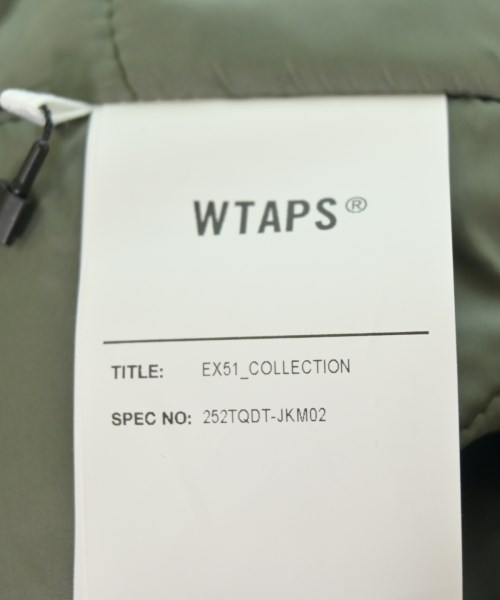 WTAPS®
TITLE: EX51_COLLECTION
SPEC NO: 252TQDT-JKM02